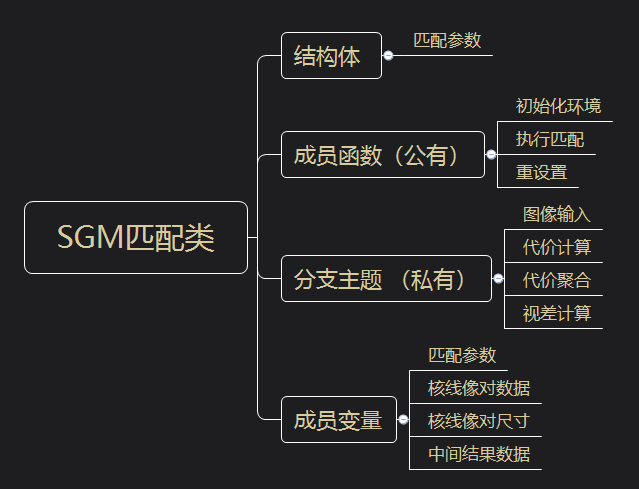 SGM匹配类
结构体
匹配参数
成员函数（公有）
初始化环境
执行匹配
重设置
分支主题 （私有）
图像输入
代价计算
代价聚合
视差计算
成员变量
匹配参数
核线像对数据
核线像对尺寸
中间结果数据